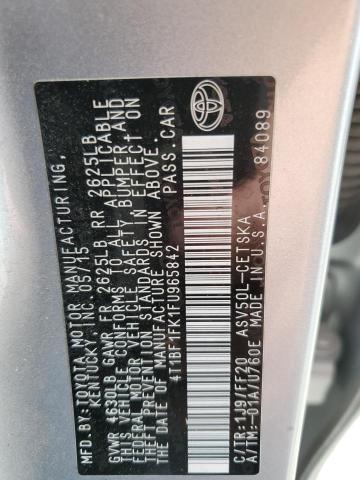 MFD.BY:TOYOTA MOTOR MANUFACTURING,
KENTUCKY, INC. 05/15
GVWR 4630LB GAWR FR 2625LB RR 2625LB
THIS VEHICLE CONFORMS TO ALL APPLICABLE
FEDERAL MOTOR VEHICLE SAFETY BUMPER, AND
THEFT PREVENTION STANDARDS IN EFFECT ON
THE DATE OF MANUFACTURE SHOWN ABOVE.
4T1BF1FK1FU965942 PASS.CAR
C/TR:1J9/FF20 ASV50L-CETSKA
A/TM:-01A/U760E MADE IN U.S.A. 84089